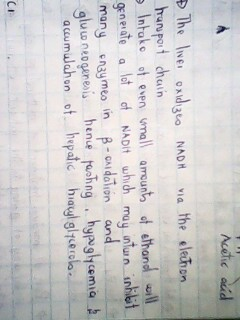 Acetic acid
The liver oxidizes NADH via the electron
transport chain
Intake of even small amounts of ethanol will
generate a lot of NADH which may inturn inhibit
many enzymes in β-oxidation and
gluconeogenesis hence fasting, hypoglycemia &
accumulation of hepatic triacylglycerols.